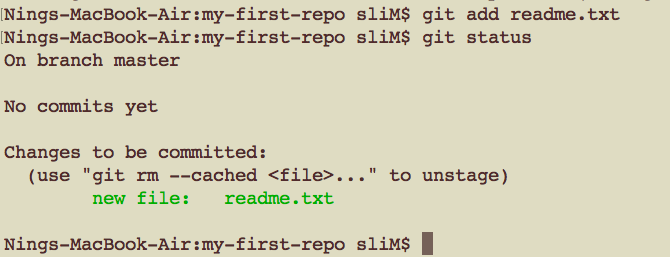 [Nings-MacBook-Air:my-first-repo sliM$ git add readme.txt
[Nings-MacBook-Air:my-first-repo sliM$ git status
On branch master
No commits yet
Changes to be committed:
  (use "git rm --cached <file>..." to unstage)
        new file:   readme.txt
Nings-MacBook-Air:my-first-repo sliM$